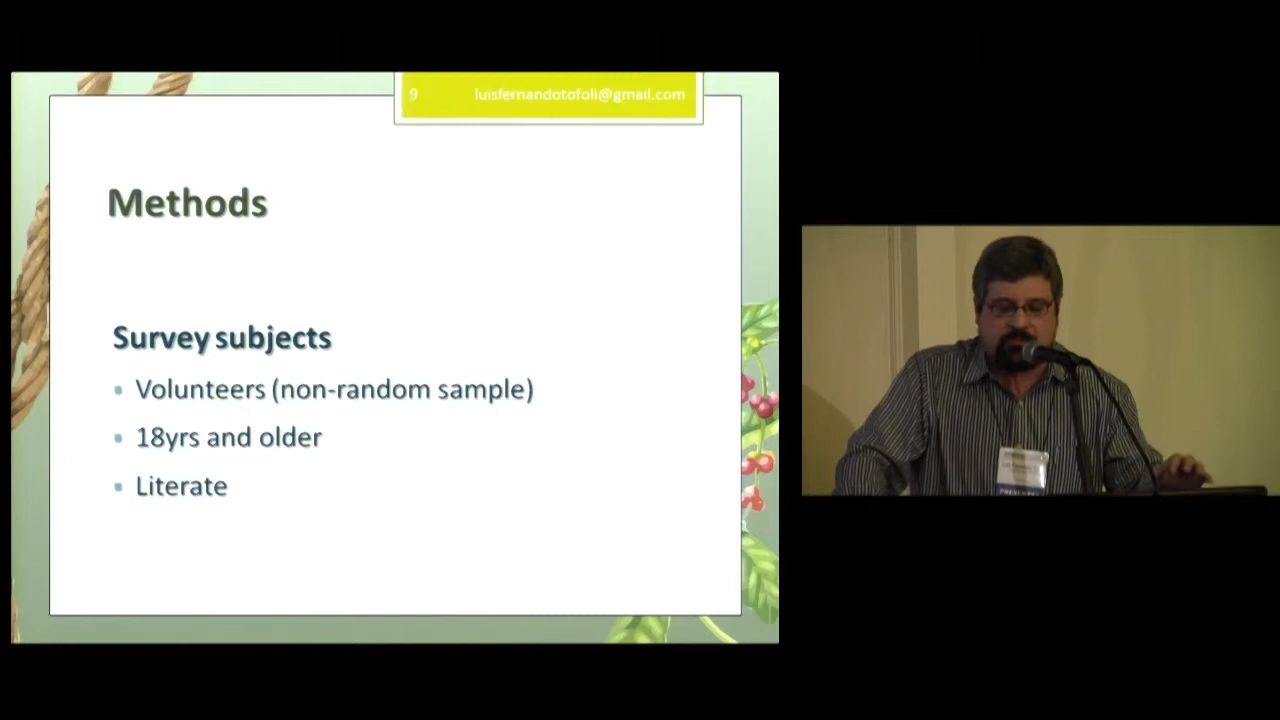 9 luisfernandotofoli@gmail.com
Methods
Survey subjects
Volunteers (non-random sample)
18yrs and older
Literate